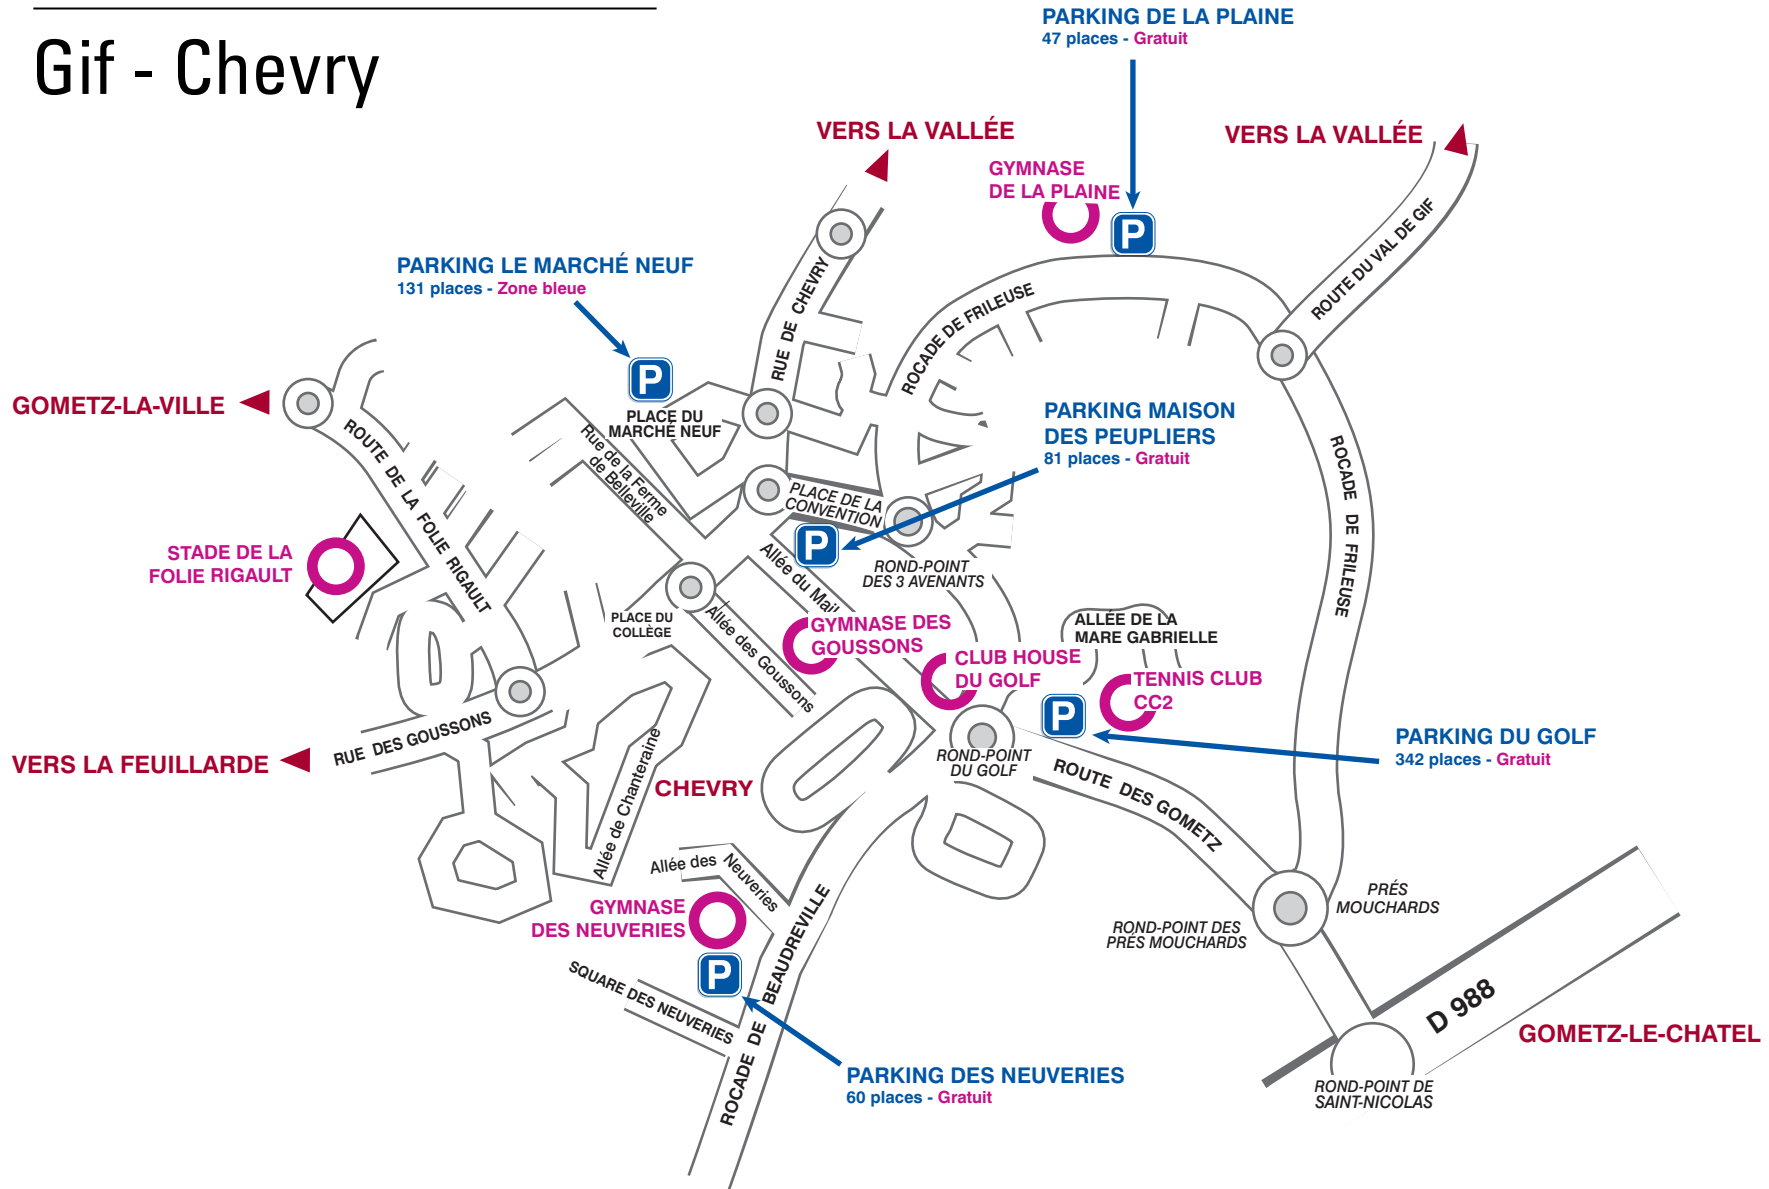 Gif - Chevry
PARKING DE LA PLAINE
47 places - Gratuit
VERS LA VALLÉE
VERS LA VALLÉE
GYMNASE
DE LA PLAINE
P
ROUTE DU VAL DE GIF
PARKING LE MARCHÉ NEUF
131 places - Zone bleue
RUE DE CHEVRY
ROCADE DE FRILEUSE
P
PLACE DU
MARCHÉ NEUF
GOMETZ-LA-VILLE
ROUTE DE LA FOLIE RIGAULT
Rue de la Ferme
de Belleville
PARKING MAISON
DES PEUPLIERS
81 places - Gratuit
ROCADE DE FRILEUSE
PLACE DE LA
CONVENTION
P
ROND-POINT
DES 3 AVENANTS
STADE DE LA
FOLIE RIGAULT
Allée du Mail
PLACE DU
COLLÈGE
Allée des Goussons
GYMNASE DES
GOUSSONS
ALLÉE DE LA
MARE GABRIELLE
CLUB HOUSE
DU GOLF
TENNIS CLUB
CC2
P
RUE DES GOUSSONS
VERS LA FEUILLARDE
ROND-POINT
DU GOLF
PARKING DU GOLF
342 places - Gratuit
ROUTE DES GOMETZ
CHEVRY
Allée de Chanteraine
Allée des Neuveries
GYMNASE
DES NEUVERIES
P
PRÉS
MOUCHARDS
ROND-POINT DES
PRÉS MOUCHARDS
SQUARE DES NEUVERIES
ROCADE DE BEAUDREVILLE
D 988
GOMETZ-LE-CHATEL
PARKING DES NEUVERIES
60 places - Gratuit
ROND-POINT DE
SAINT-NICOLAS